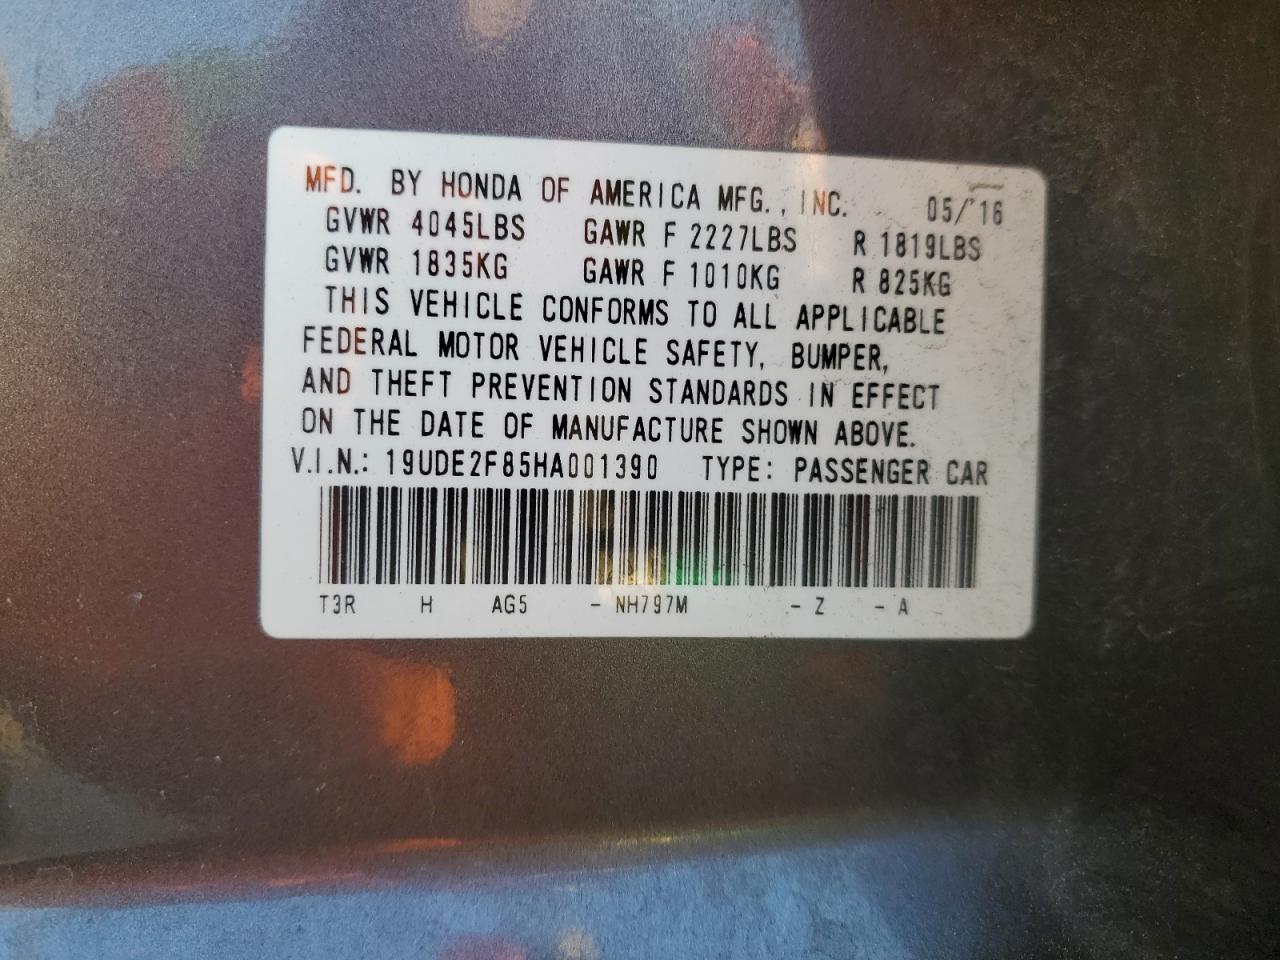 MFD. BY HONDA OF AMERICA MFG., INC. 05/'16
GVWR 4045LBS GAWR F 2227LBS R 1819LBS
GVWR 1835KG GAWR F 1010KG R 825KG
THIS VEHICLE CONFORMS TO ALL APPLICABLE
FEDERAL MOTOR VEHICLE SAFETY, BUMPER,
AND THEFT PREVENTION STANDARDS IN EFFECT
ON THE DATE OF MANUFACTURE SHOWN ABOVE.
V.I.N.: 19UDE2F85HA001390 TYPE: PASSENGER CAR
T3R H AG5 - NH797M - Z - A